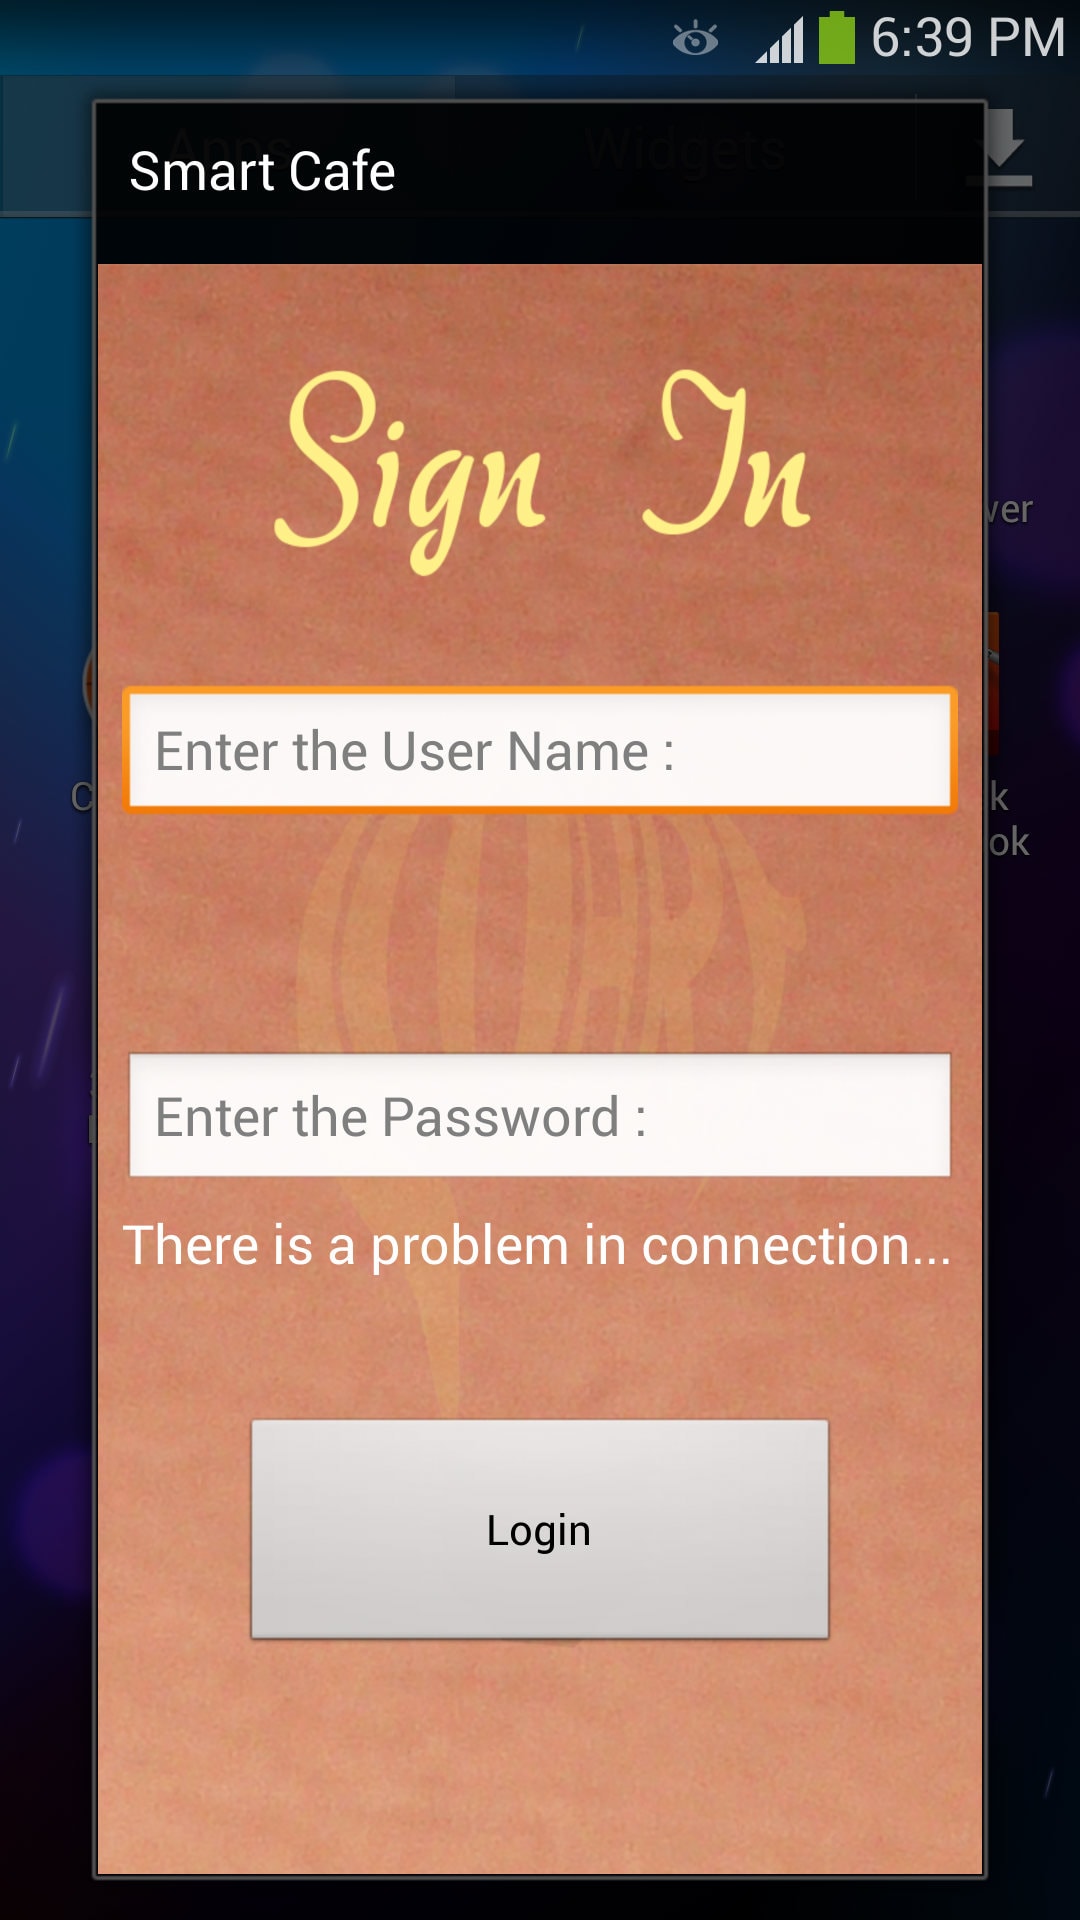 6:39 PM
Apps
Widgets
Smart Cafe
Sign In
ver
Enter the User Name :
C
k
ok
Enter the Password :
There is a problem in connection...
Login